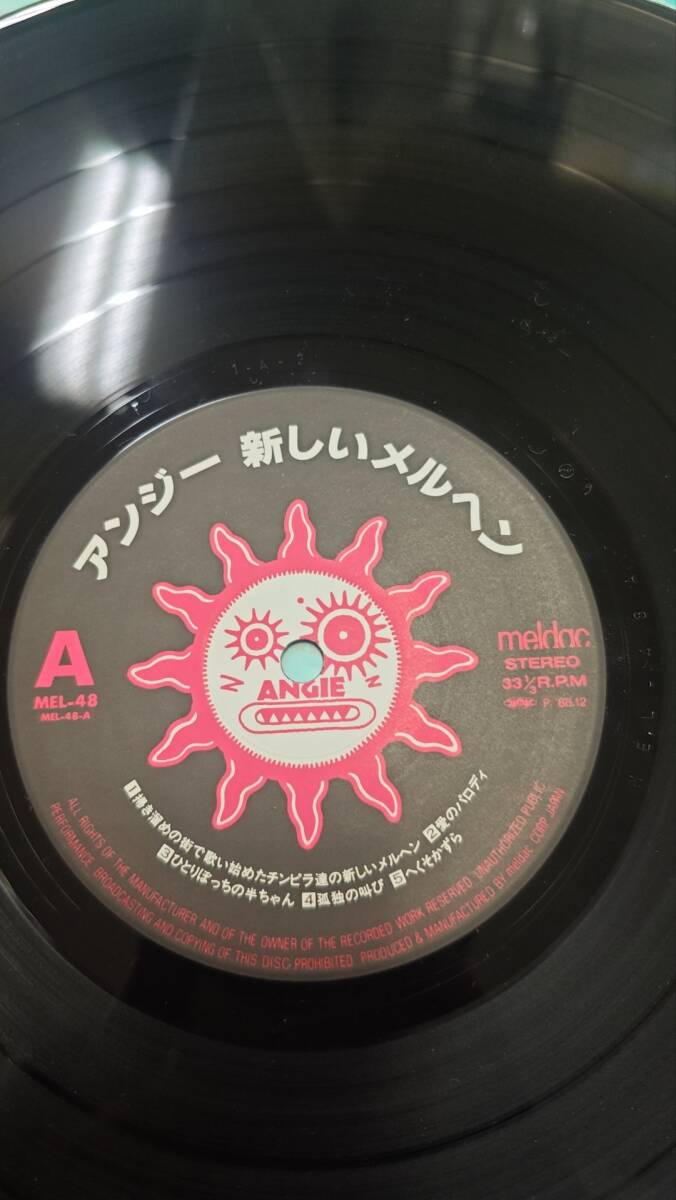 アンジー 新しいメルヘン
A
MEL-48
MEL-48-A
meldac
STEREO
33 1/3 R.P.M
P. '88.12
ANGIE
1 掃き溜めの街で歌い始めたチンピラ達の新しいメルヘン 2 愛のパロディ
3 ひとりぼっちの半ちゃん 4 孤独の叫び 5 へくそかずら
ALL RIGHTS OF THE MANUFACTURER AND OF THE OWNER OF THE RECORDED WORK RESERVED. UNAUTHORIZED PUBLIC
PERFORMANCE, BROADCASTING AND COPYING OF THIS DISC PROHIBITED. PRODUCED & MANUFACTURED BY meldac CORP. JAPAN